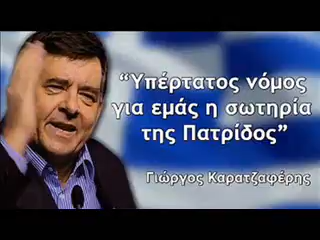 “Υπέρτατος νόμος
για εμάς η σωτηρία
της Πατρίδος”
Γιώργος Καρατζαφέρης